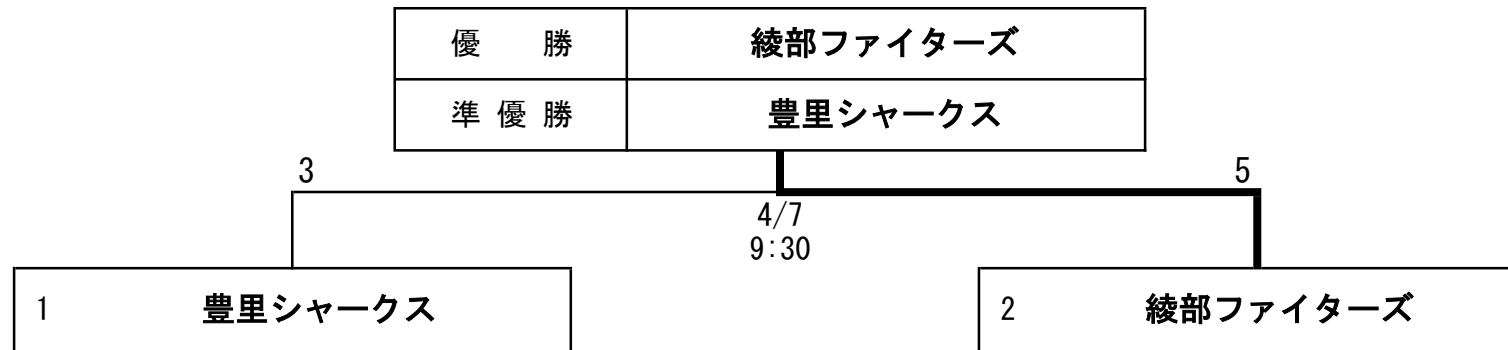 優　勝　綾部ファイターズ
準優勝　豊里シャークス
3　5
4/7
9:30
1　豊里シャークス　2　綾部ファイターズ